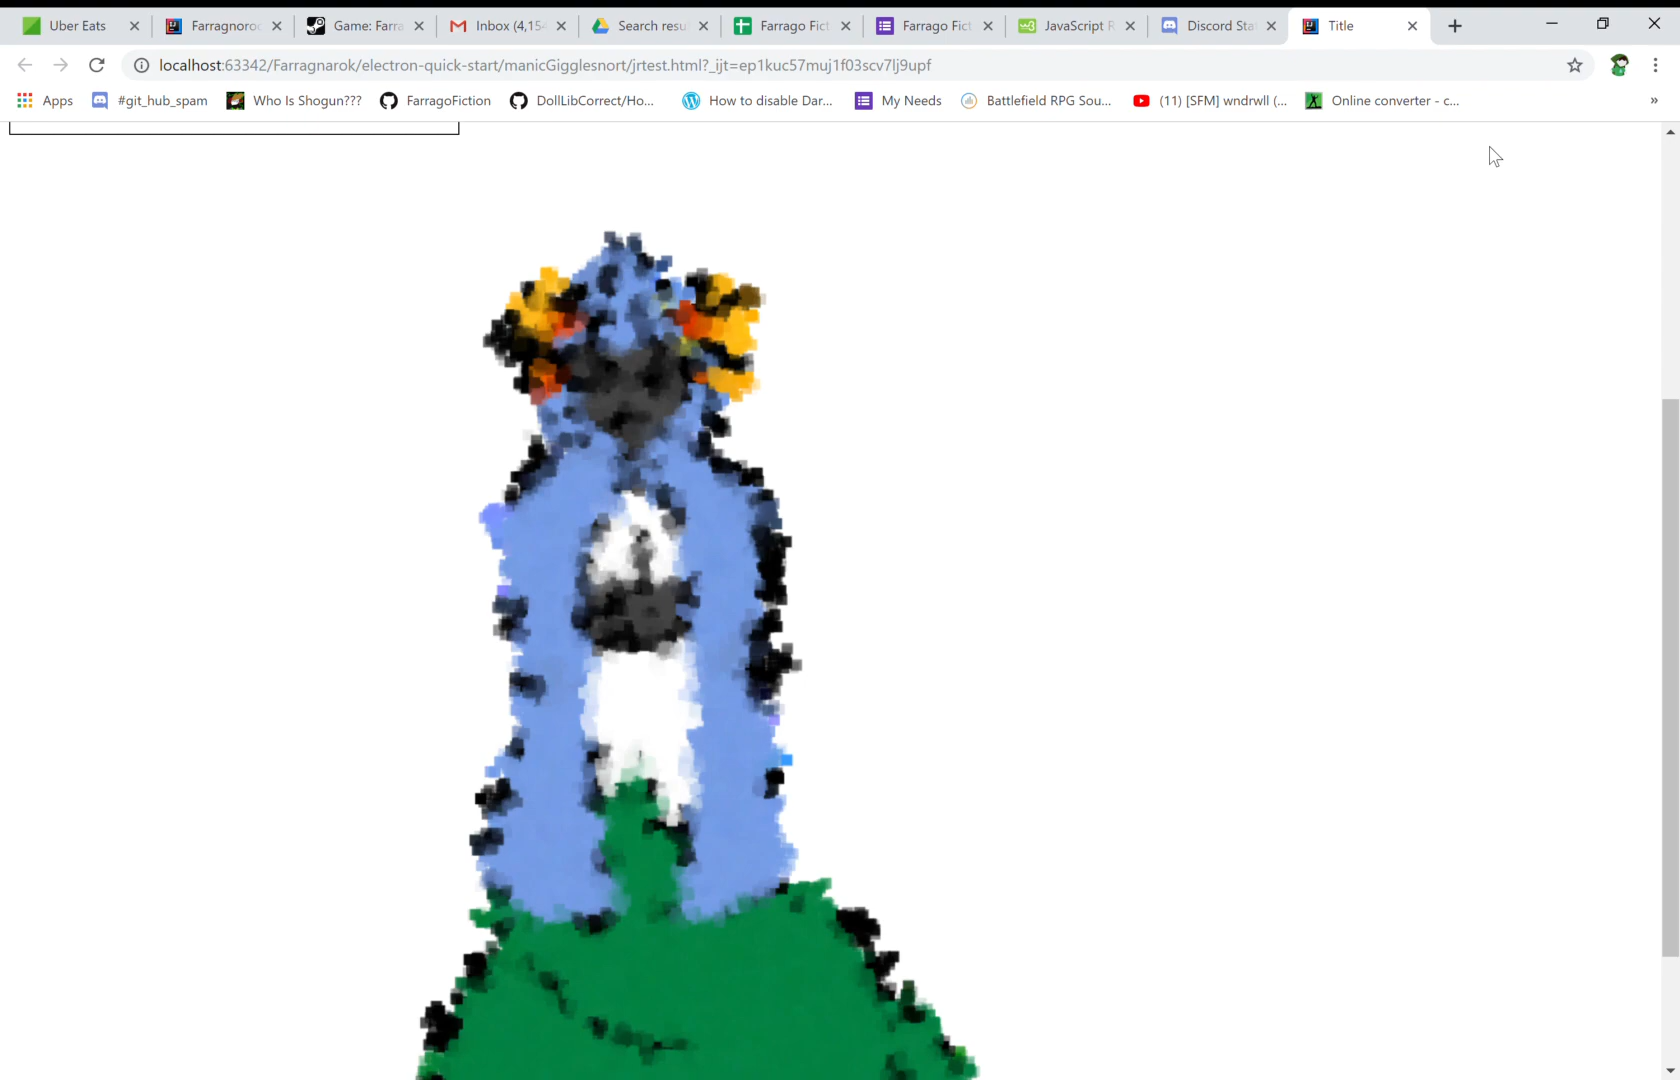 Uber Eats
Farragnoroc
Game: Farra
Inbox (4,154
Search resu
Farrago Fict
Farrago Fict
JavaScript R
Discord Sta
Title
localhost:63342/Farragnarok/electron-quick-start/manicGigglesnort/jrtest.html?_ijt=ep1kuc57muj1f03scv7lj9upf
Apps
#git_hub_spam
Who Is Shogun???
FarragoFiction
DollLibCorrect/Ho...
How to disable Dar...
My Needs
Battlefield RPG Sou...
(11) [SFM] wndrwll (...
Online converter - c...